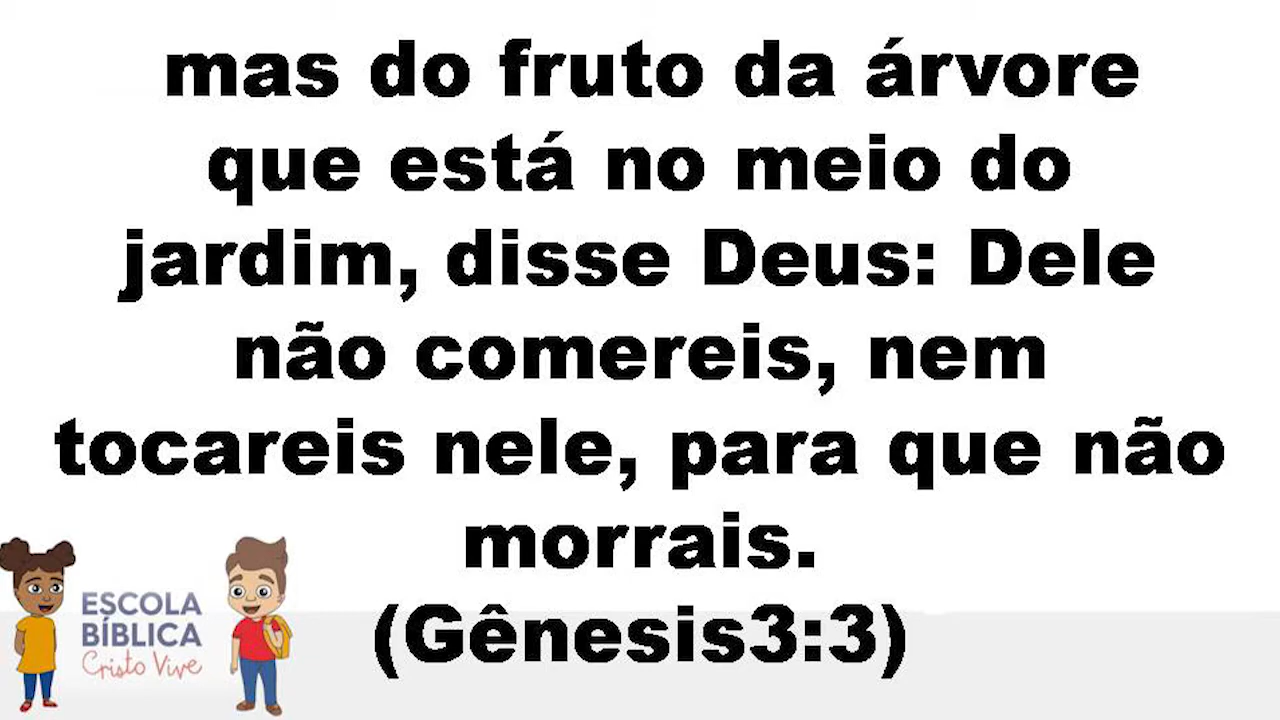 mas do fruto da árvore
que está no meio do
jardim, disse Deus: Dele
não comereis, nem
tocareis nele, para que não
morrais.
(Gênesis3:3)
ESCOLA
BÍBLICA
Cristo Vive